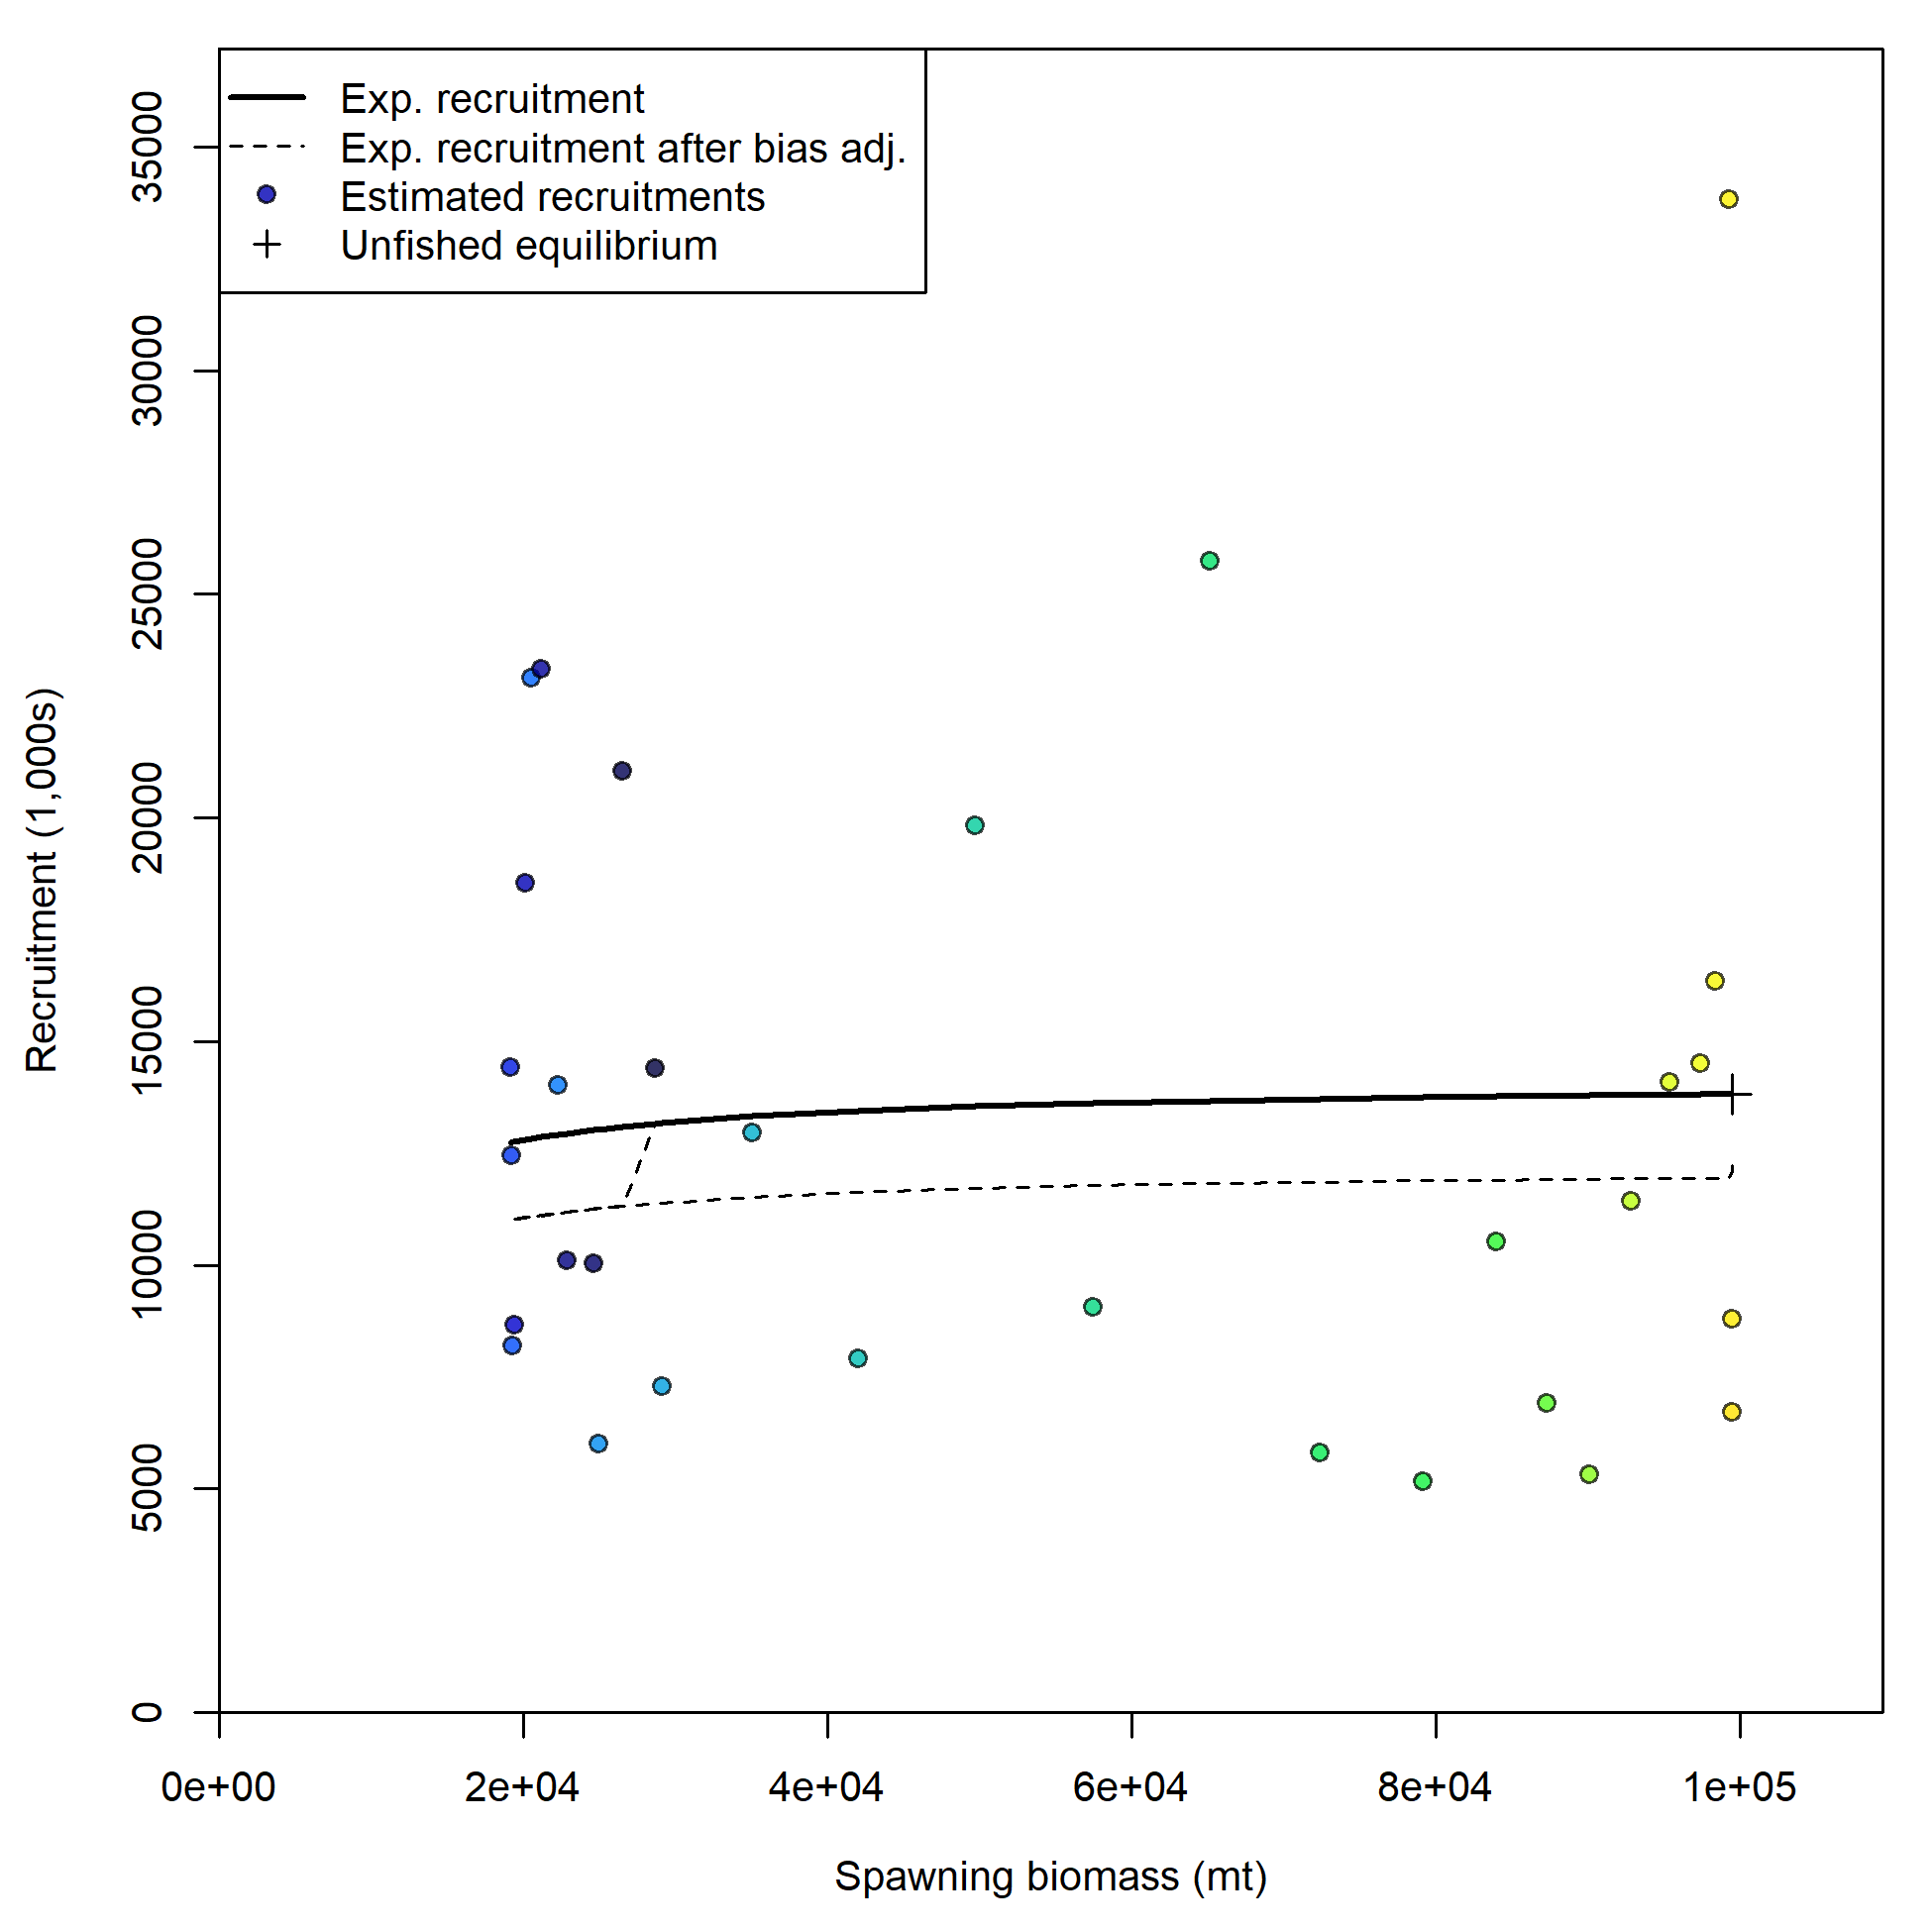 Exp. recruitment
Exp. recruitment after bias adj.
Estimated recruitments
Unfished equilibrium
35000
30000
25000
20000
15000
10000
5000
0
Recruitment (1,000s)
0e+00 2e+04 4e+04 6e+04 8e+04 1e+05
Spawning biomass (mt)